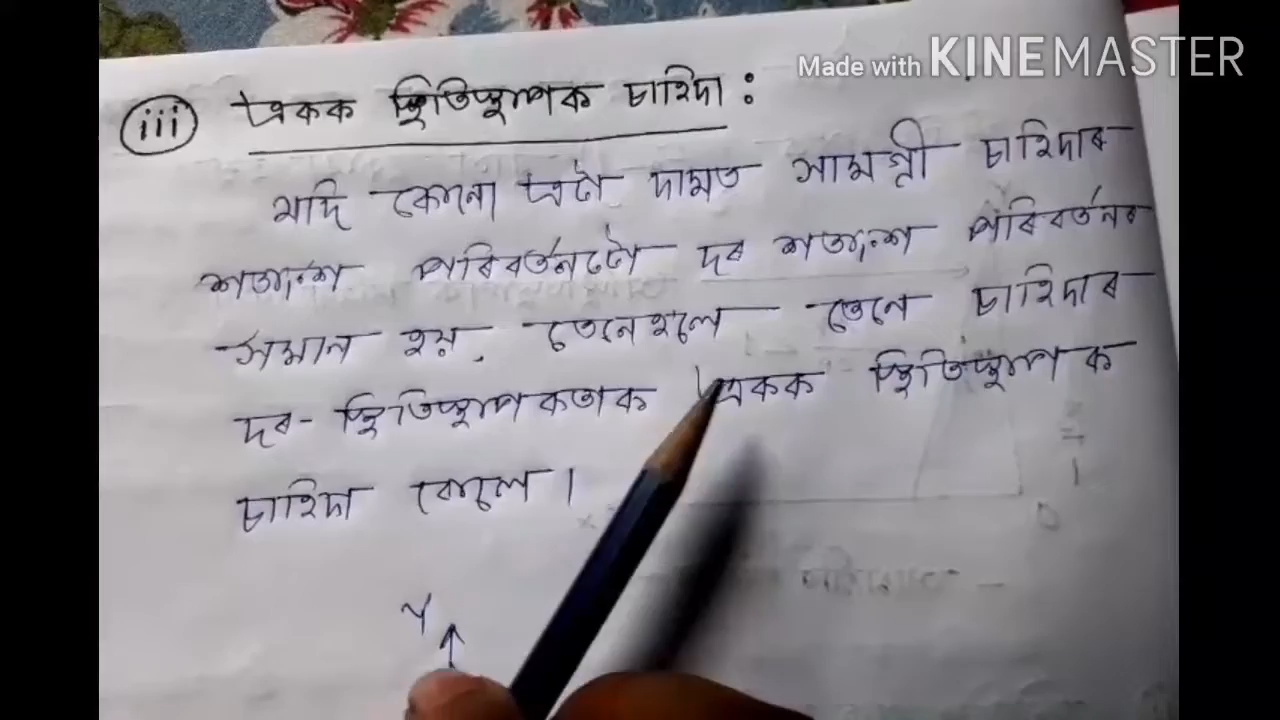 Made with KINEMASTER
iii একক স্থিতিস্থাপক চাহিদা :
যদি কোনো এটা দামত সামগ্ৰী চাহিদাৰ
শতাংশ পৰিবৰ্তনটো দৰ শতাংশ পৰিবৰ্তনৰ
সমান হয়, তেনেহলে তেনে চাহিদাৰ
দৰ-স্থিতিস্থাপকতাক একক স্থিতিস্থাপক
চাহিদা বোলে।
Y